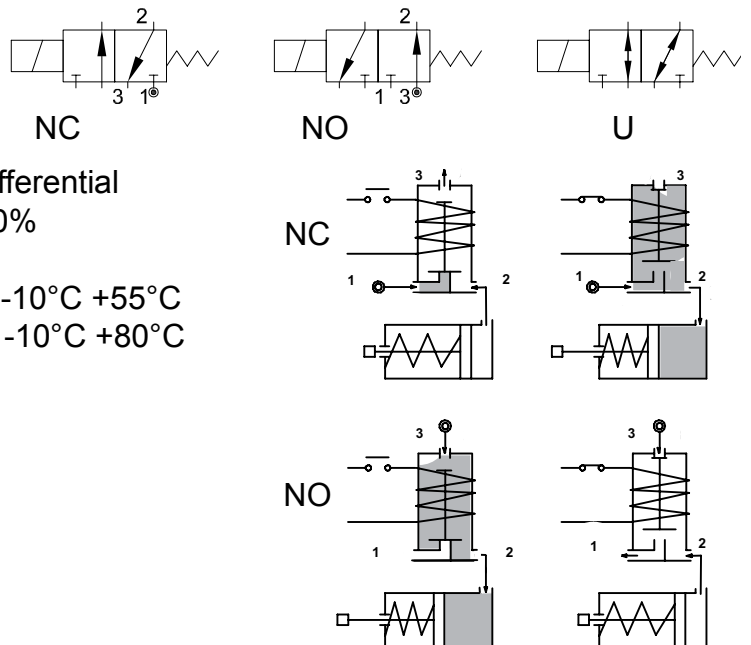 2 2
3 1 1 3
NC NO U
fferential
0%
-10°C +55°C
-10°C +80°C
3 3
NC
1 2 1 2
3 3
NO
1 2 1 2